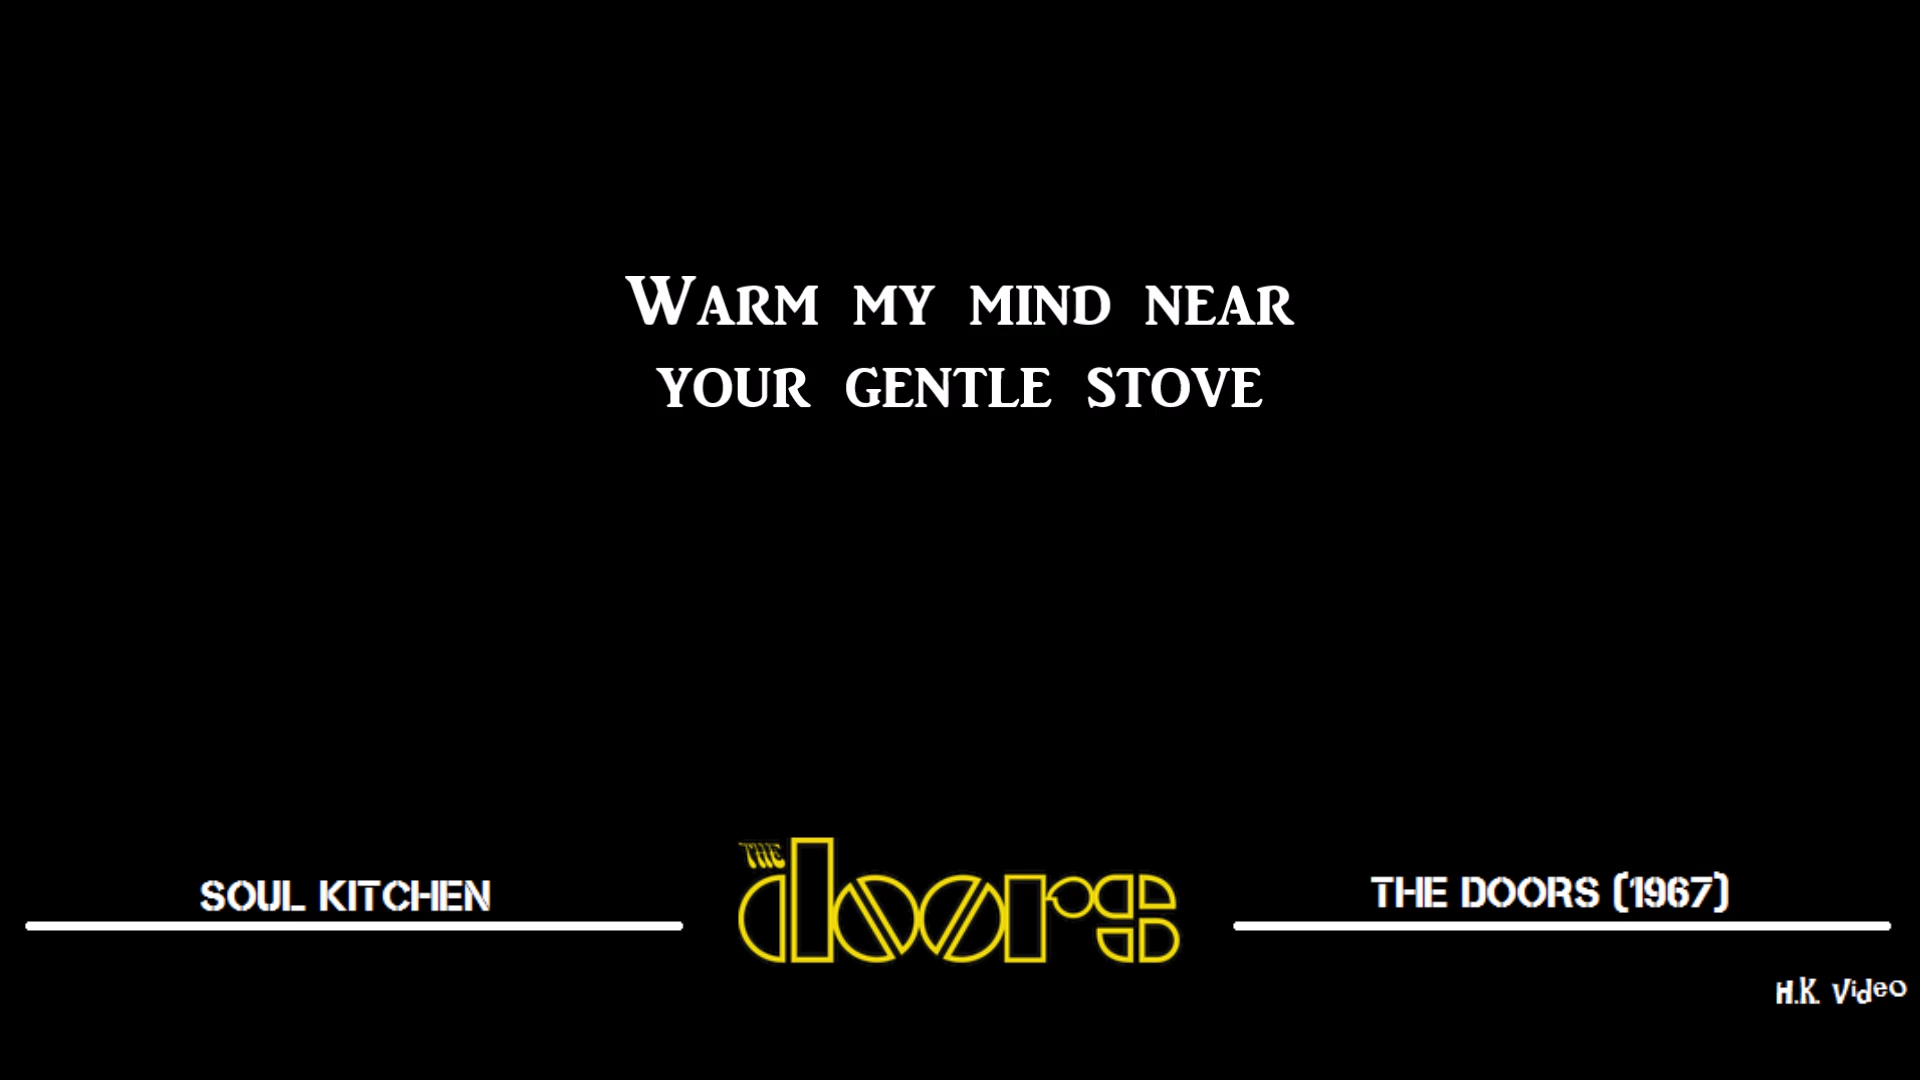 Warm my mind near
your gentle stove
SOUL KITCHEN
THE doors
THE DOORS (1967)
H.K. Video